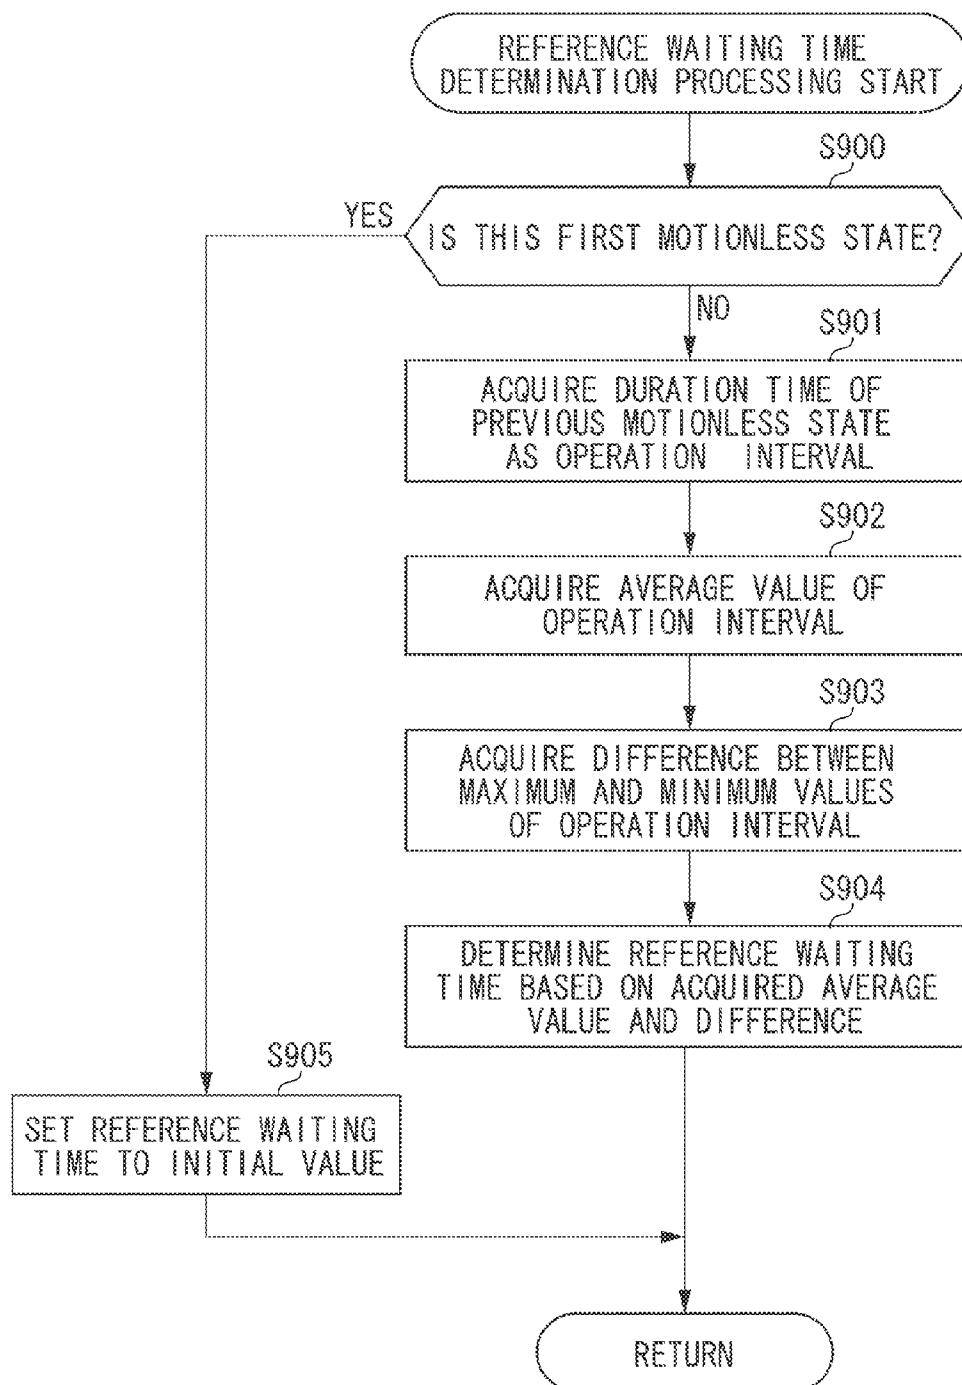 REFERENCE WAITING TIME
DETERMINATION PROCESSING START
S900
YES
IS THIS FIRST MOTIONLESS STATE?
NO
S901
ACQUIRE DURATION TIME OF
PREVIOUS MOTIONLESS STATE
AS OPERATION INTERVAL
S902
ACQUIRE AVERAGE VALUE OF
OPERATION INTERVAL
S903
ACQUIRE DIFFERENCE BETWEEN
MAXIMUM AND MINIMUM VALUES
OF OPERATION INTERVAL
S904
DETERMINE REFERENCE WAITING
TIME BASED ON ACQUIRED AVERAGE
VALUE AND DIFFERENCE
S905
SET REFERENCE WAITING
TIME TO INITIAL VALUE
RETURN